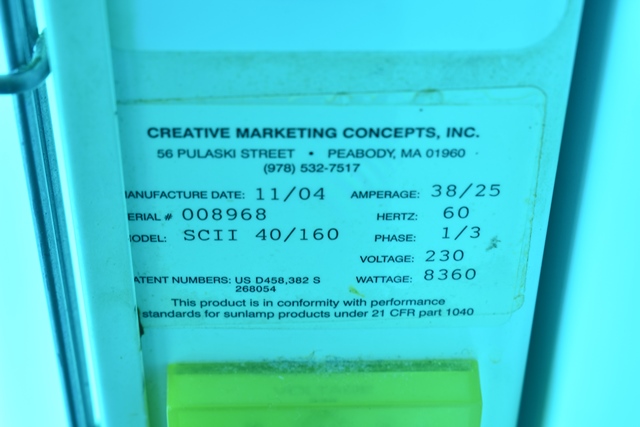 CREATIVE MARKETING CONCEPTS, INC.
56 PULASKI STREET • PEABODY, MA 01960
(978) 532-7517
ANUFACTURE DATE: 11/04 AMPERAGE: 38/25
ERIAL # 008968 HERTZ: 60
ODEL: SCII 40/160 PHASE: 1/3
VOLTAGE: 230
ATENT NUMBERS: US D458,382 S WATTAGE: 8360
268054
This product is in conformity with performance
standards for sunlamp products under 21 CFR part 1040